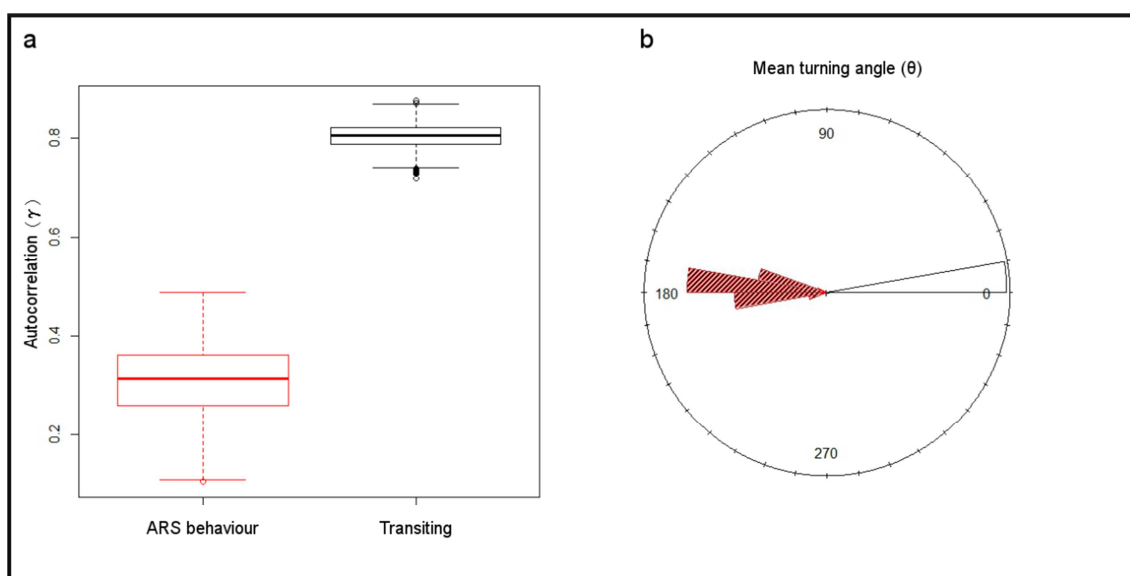 a
b
Mean turning angle (θ)
Autocorrelation (γ)
0.8
0.6
0.4
0.2
ARS behaviour
Transiting
90
180
0
270